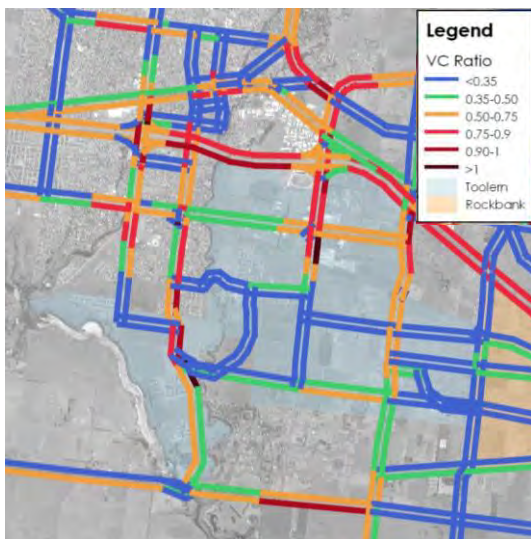 Legend
VC Ratio
<0.35
0.35-0.50
0.50-0.75
0.75-0.9
0.90-1
>1
Toolern
Rockbank